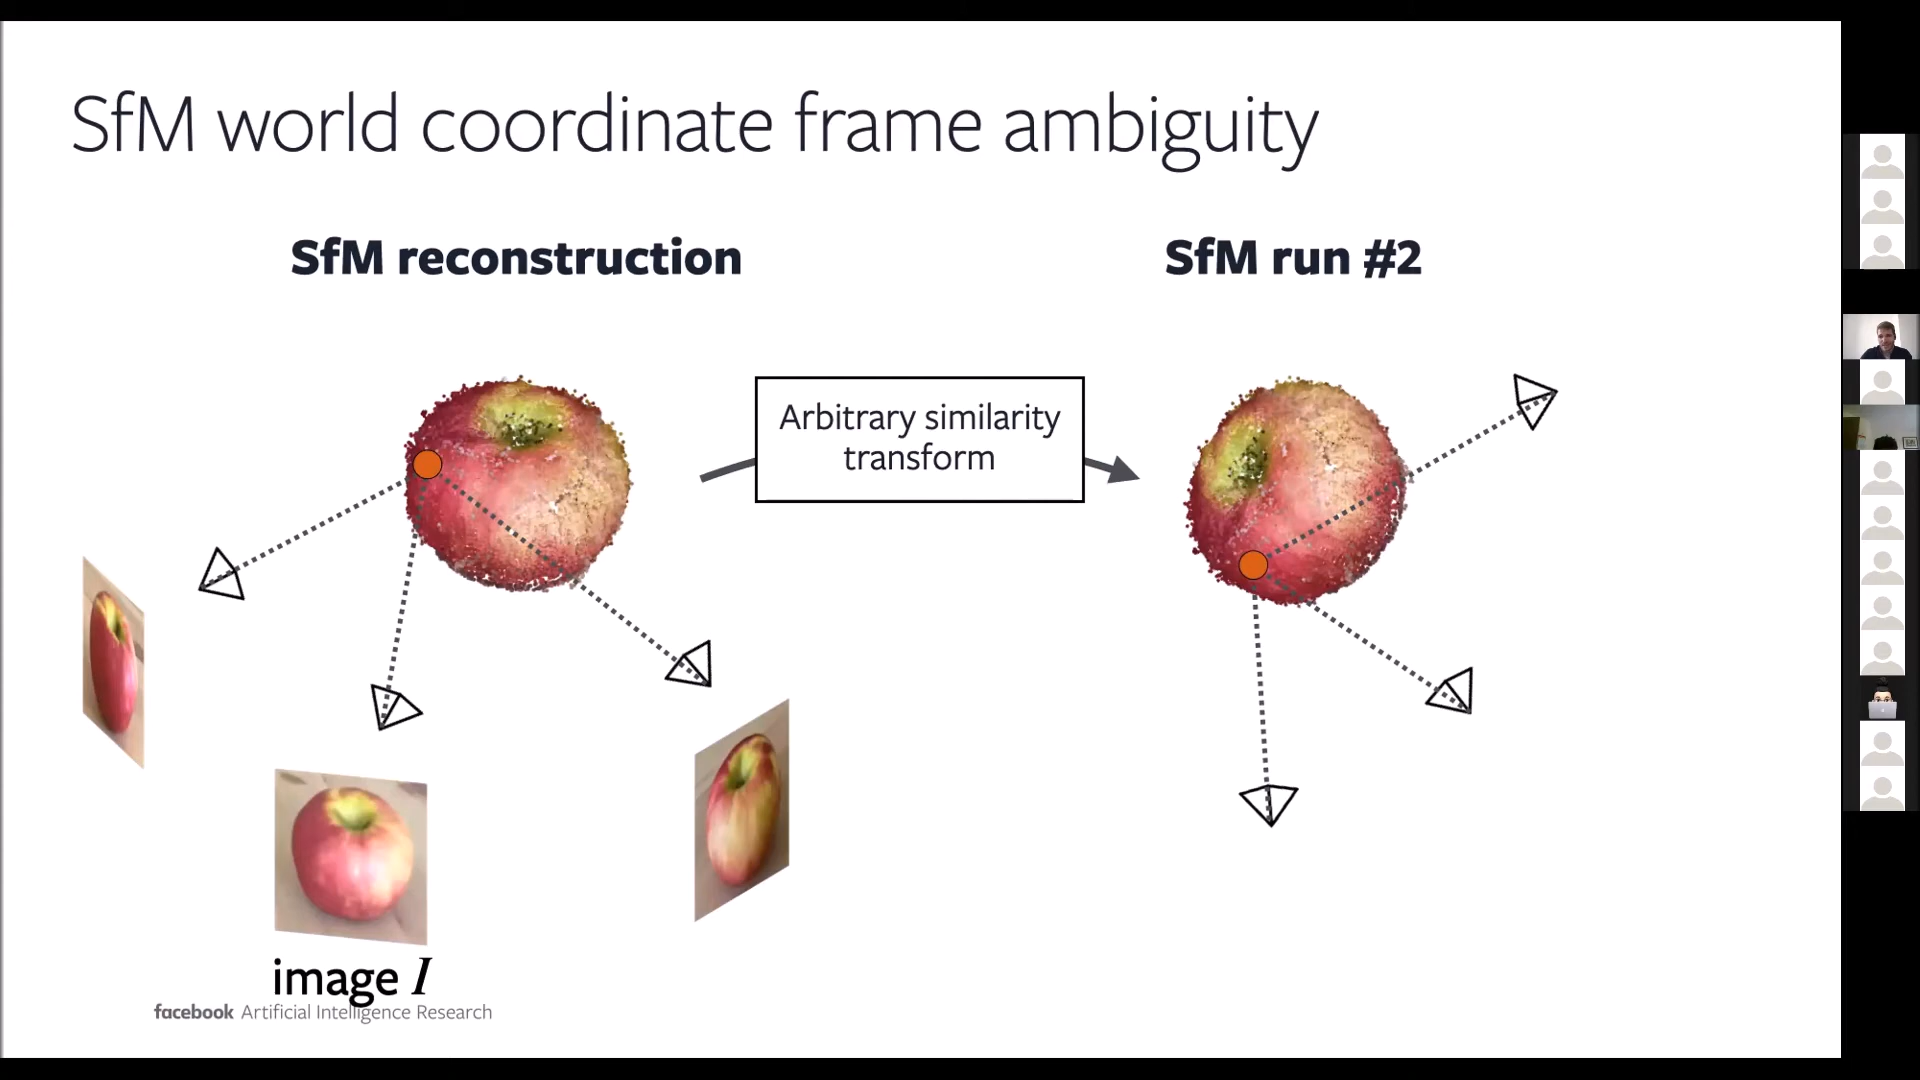 SfM world coordinate frame ambiguity
SfM reconstruction
SfM run #2
Arbitrary similarity
transform
image I
facebook Artificial Intelligence Research